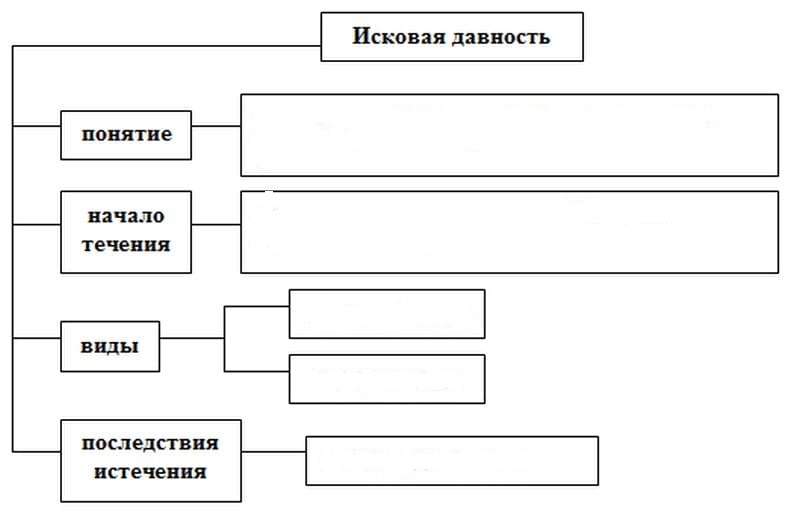 Исковая давность
понятие
начало
течения
виды
последствия
истечения